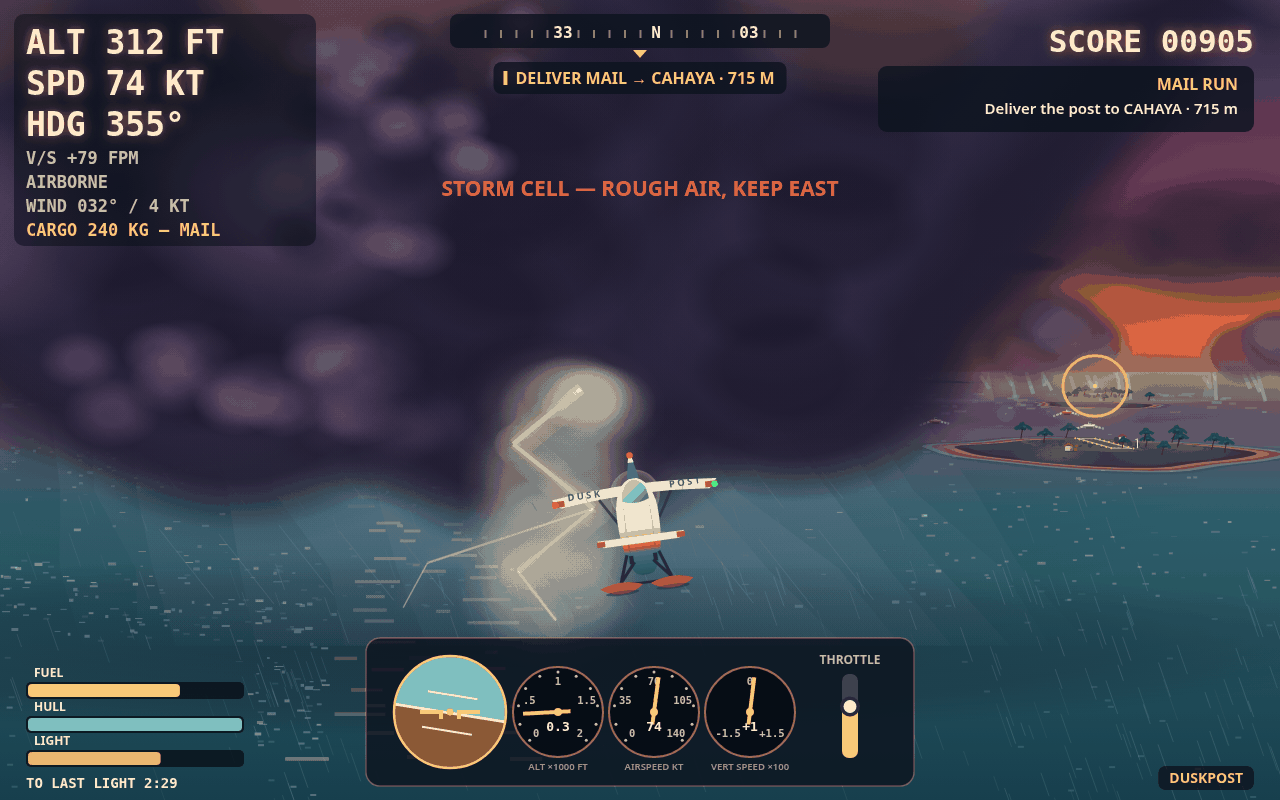 ALT 312 FT
SPD 74 KT
HDG 355°
V/S +79 FPM
AIRBORNE
WIND 032° / 4 KT
CARGO 240 KG — MAIL
33 N 03
DELIVER MAIL → CAHAYA · 715 M
SCORE 00905
MAIL RUN
Deliver the post to CAHAYA · 715 m
STORM CELL — ROUGH AIR, KEEP EAST
1
DUSK POST
FUEL
HULL
LIGHT
TO LAST LIGHT 2:29
0 .5 1 1.5 2
0.3
ALT ×1000 FT
0 35 70 105 140
74
AIRSPEED KT
-1.5 0 +1.5
+1
VERT SPEED ×100
THROTTLE
DUSKPOST